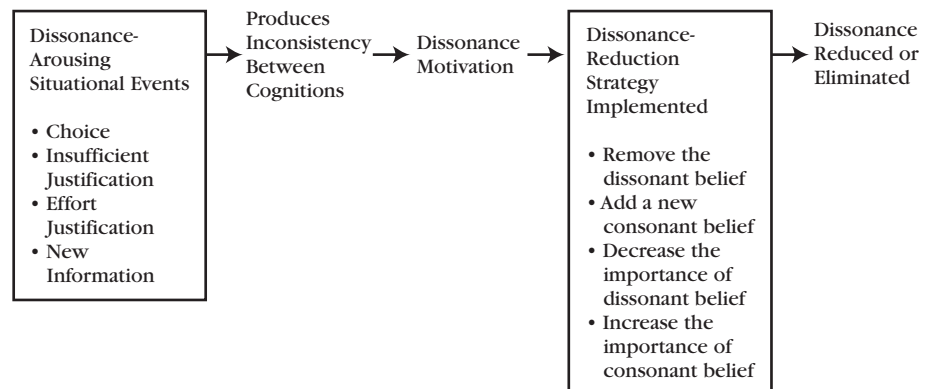 Dissonance-
Arousing
Situational Events
• Choice
• Insufficient
Justification
• Effort
Justification
• New
Information
Produces
Inconsistency
Between
Cognitions
Dissonance
Motivation
Dissonance-
Reduction
Strategy
Implemented
• Remove the
dissonant belief
• Add a new
consonant belief
• Decrease the
importance of
dissonant belief
• Increase the
importance of
consonant belief
Dissonance
Reduced or
Eliminated